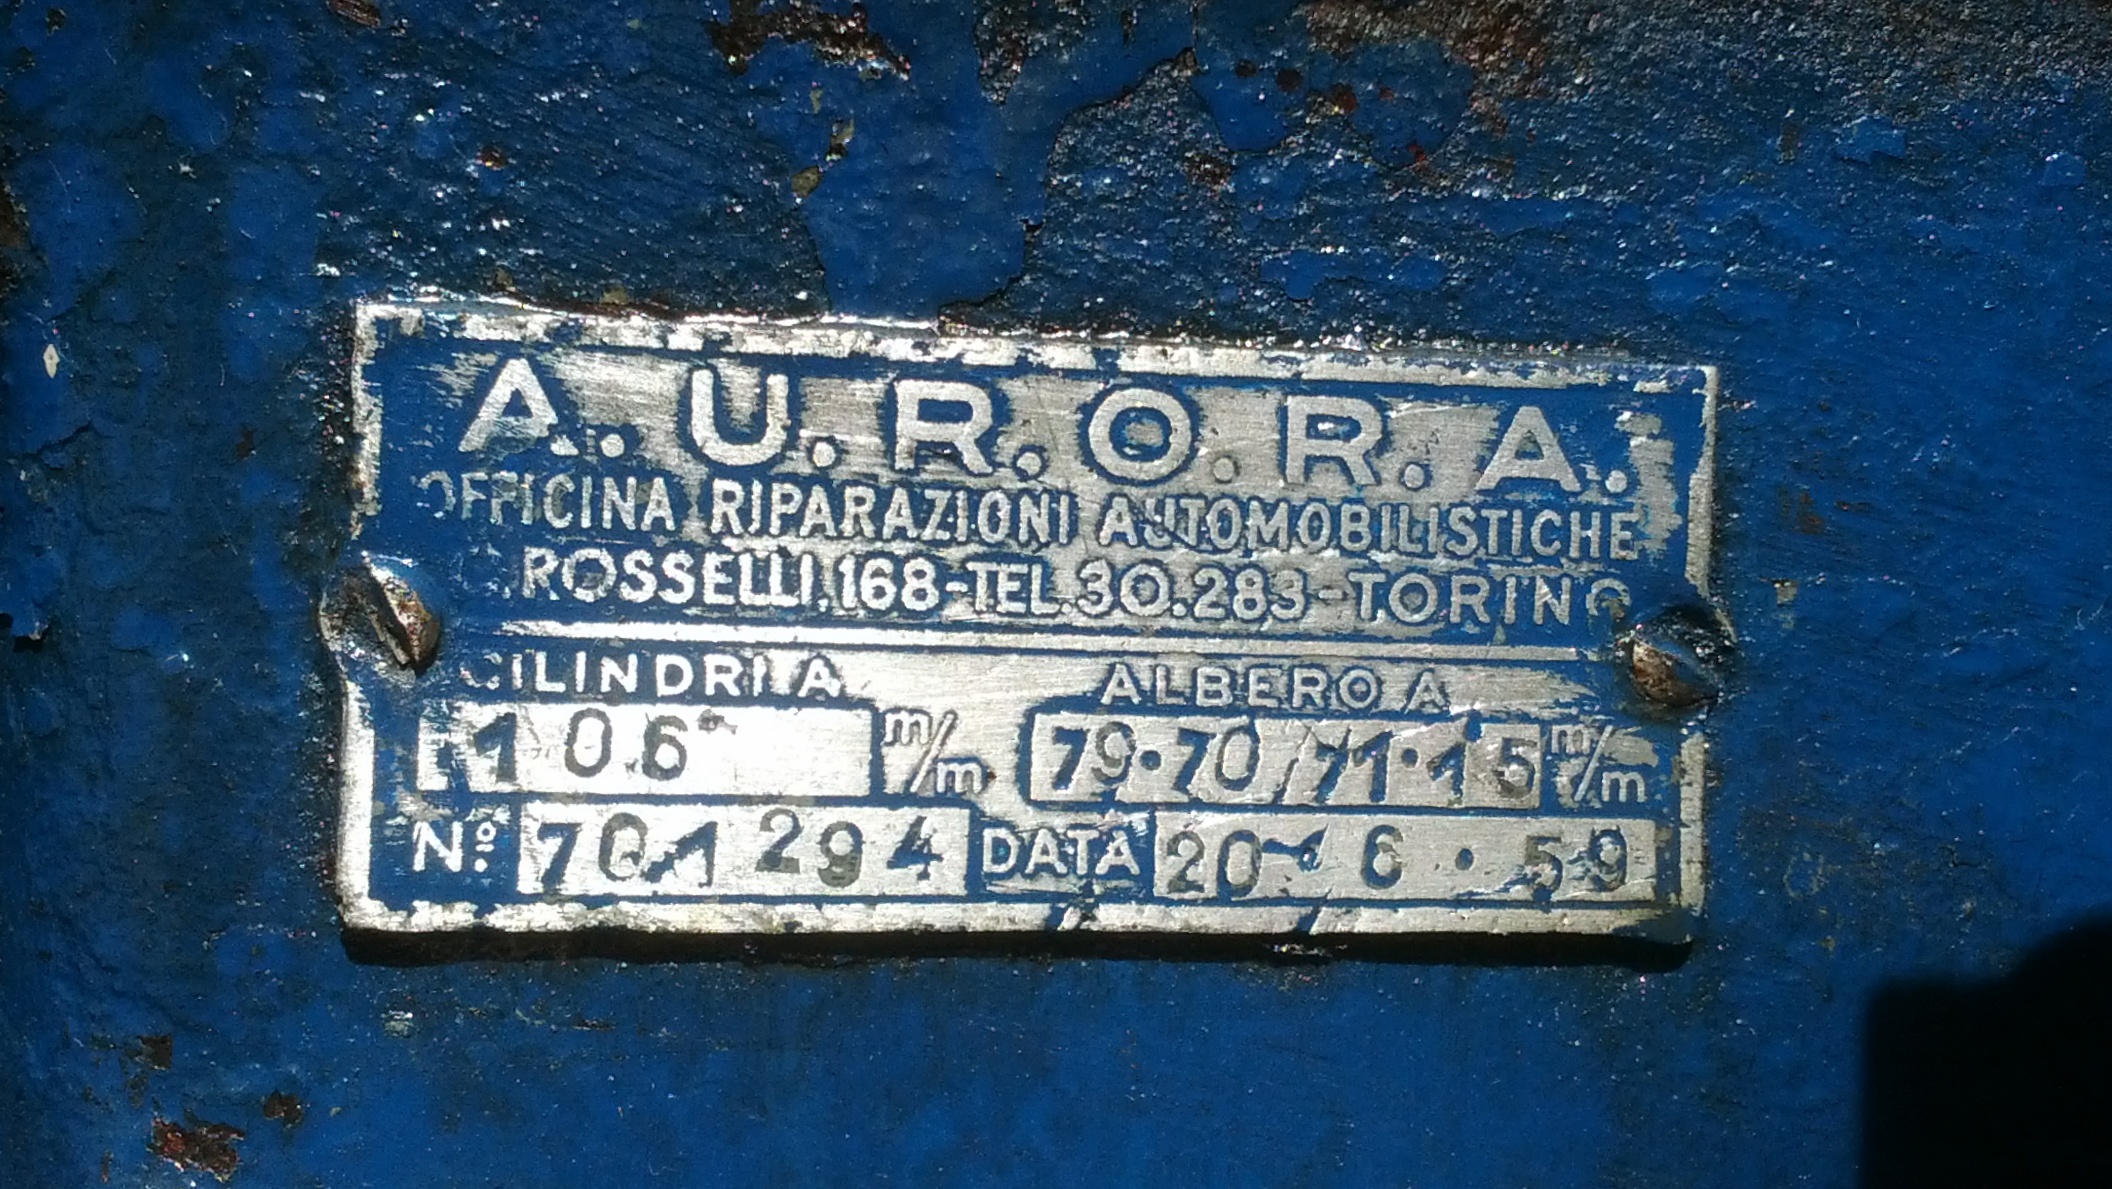 A.U.R.O.R.A.
OFFICINA RIPARAZIONI AUTOMOBILISTICHE
ROSSELLI.168-TEL.30.283-TORINO
CILINDRI A ALBERO A
106 m/m 79·70/71·15 m/m
Nº: 701294 DATA 20·6·59